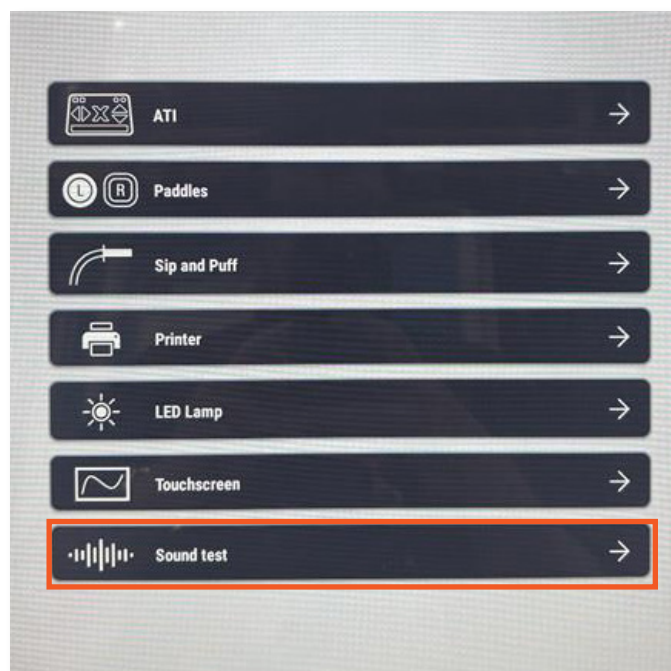 ATI
L R Paddles
Sip and Puff
Printer
LED Lamp
Touchscreen
Sound test